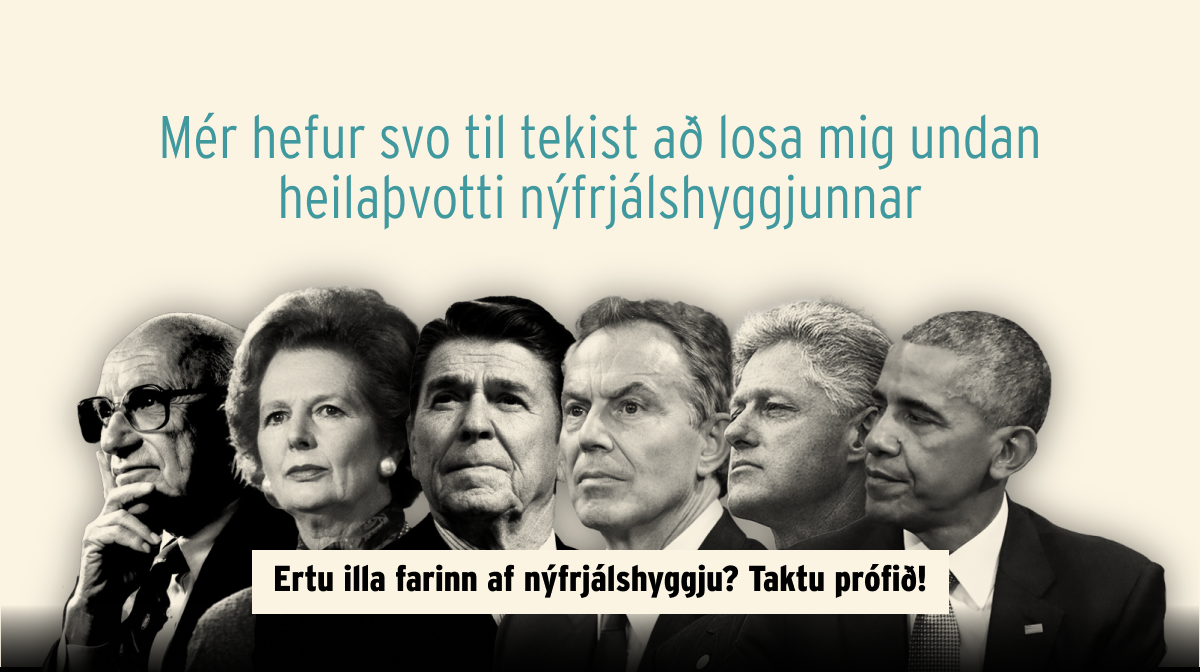 Mér hefur svo til tekist að losa mig undan
heilaþvotti nýfrjálshyggjunnar
Ertu illa farinn af nýfrjálshyggju? Taktu prófið!